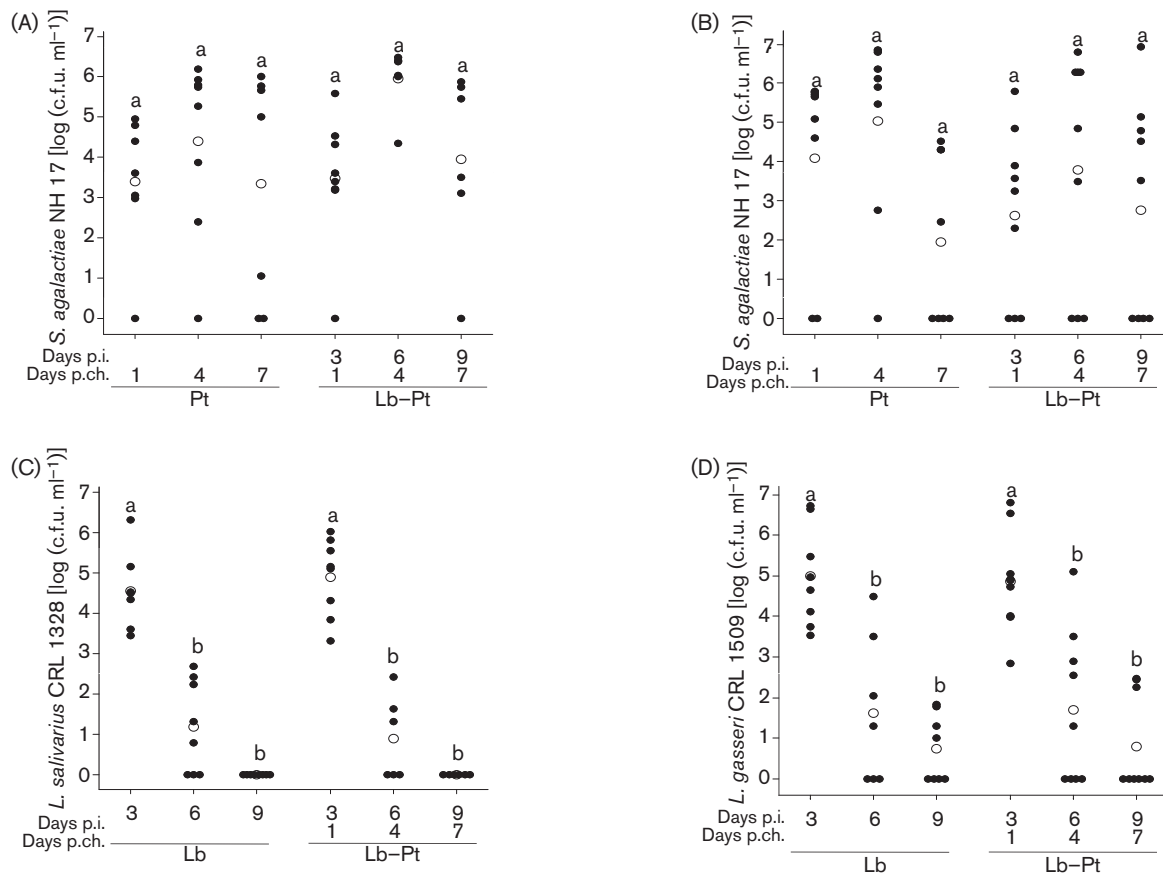 (A)
S. agalactiae NH 17 [log (c.f.u. ml−1)]
7
6
5
4
3
2
1
0
a a a a a a
Days p.i. 3 6 9
Days p.ch. 1 4 7 1 4 7
Pt Lb–Pt
(B)
S. agalactiae NH 17 [log (c.f.u. ml−1)]
7
6
5
4
3
2
1
0
a a a a a a
Days p.i. 3 6 9
Days p.ch. 1 4 7 1 4 7
Pt Lb–Pt
(C)
L. salivarius CRL 1328 [log (c.f.u. ml−1)]
7
6
5
4
3
2
1
0
a b b a b b
Days p.i. 3 6 9 3 6 9
Days p.ch. 1 4 7
Lb Lb–Pt
(D)
L. gasseri CRL 1509 [log (c.f.u. ml−1)]
7
6
5
4
3
2
1
0
a b b a b b
Days p.i. 3 6 9 3 6 9
Days p.ch. 1 4 7
Lb Lb–Pt